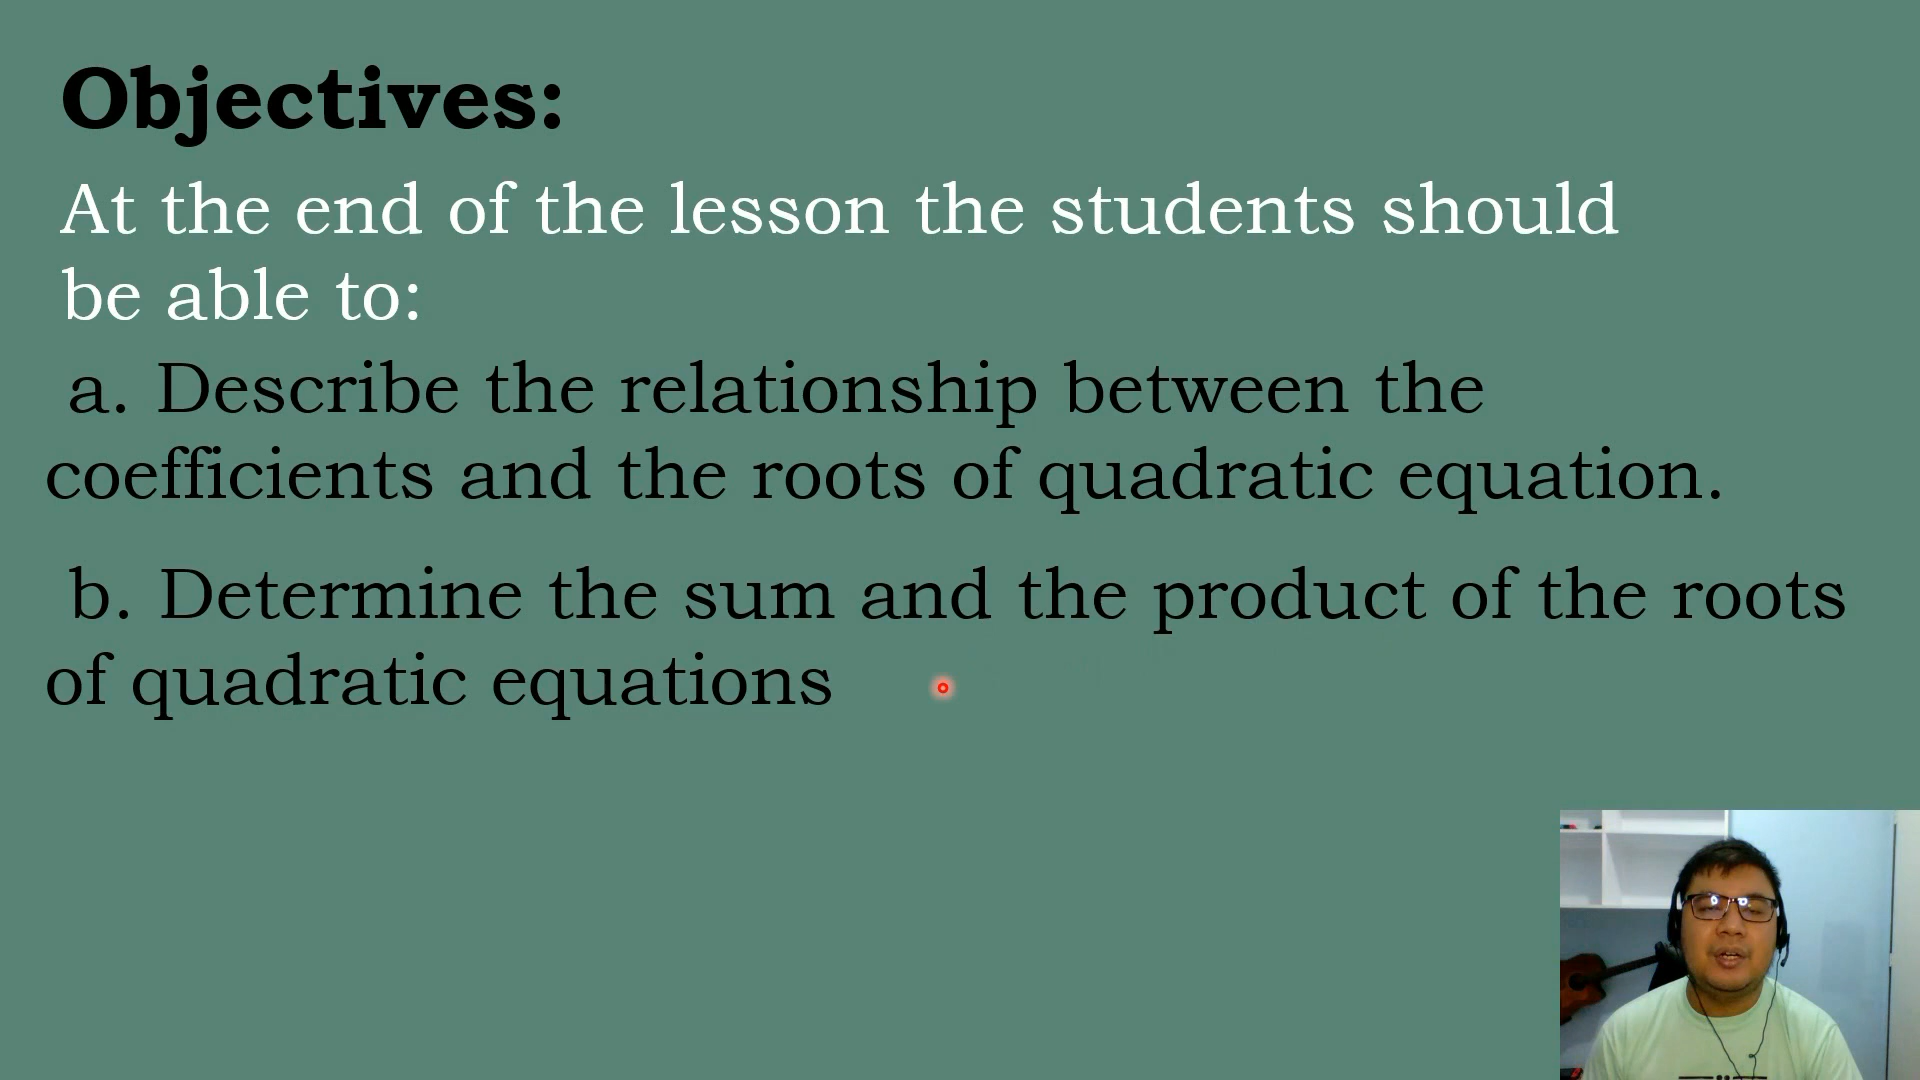 Objectives:
At the end of the lesson the students should
be able to:
a. Describe the relationship between the
coefficients and the roots of quadratic equation.
b. Determine the sum and the product of the roots
of quadratic equations